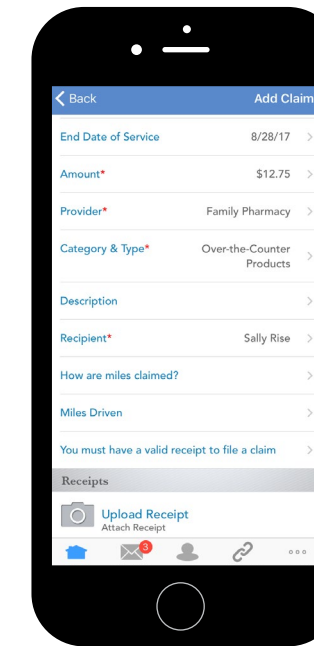 Back Add Claim
End Date of Service 8/28/17
Amount* $12.75
Provider* Family Pharmacy
Category & Type* Over-the-Counter
Products
Description
Recipient* Sally Rise
How are miles claimed?
Miles Driven
You must have a valid receipt to file a claim
Receipts
Upload Receipt
Attach Receipt
3